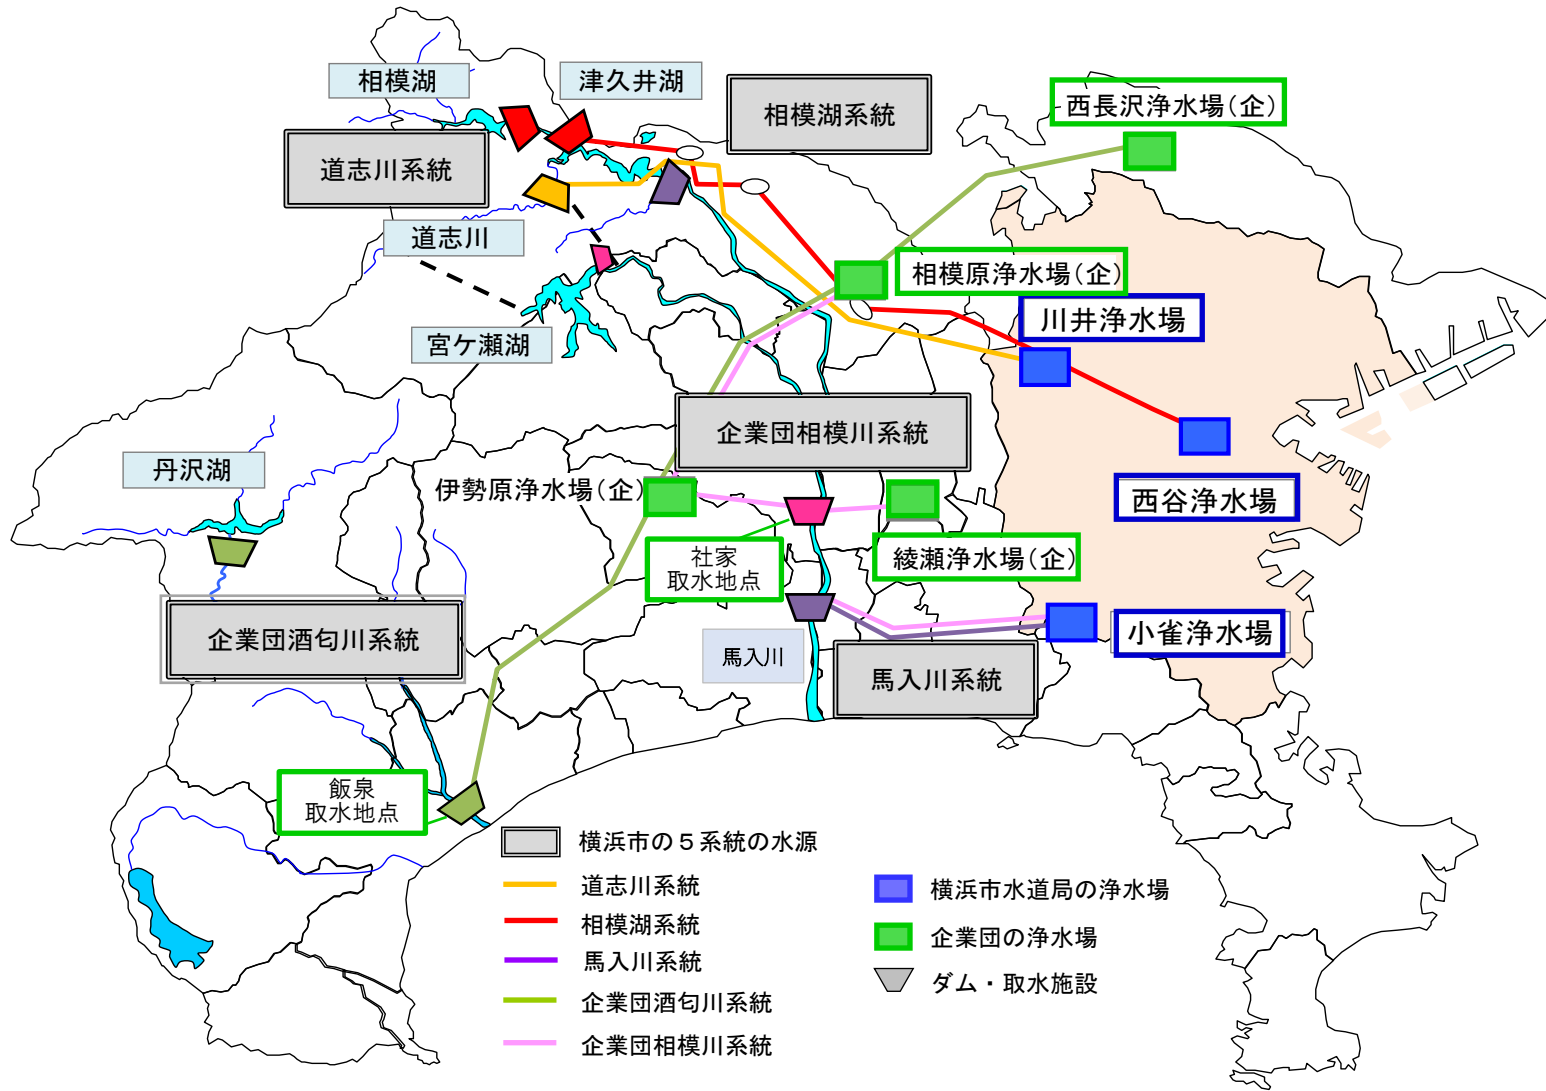 相模湖
津久井湖
相模湖系統
西長沢浄水場(企)
道志川系統
道志川
相模原浄水場(企)
川井浄水場
宮ケ瀬湖
企業団相模川系統
丹沢湖
伊勢原浄水場(企)
西谷浄水場
社家
取水地点
綾瀬浄水場(企)
企業団酒匂川系統
馬入川
馬入川系統
小雀浄水場
飯泉
取水地点
横浜市の5系統の水源
道志川系統
相模湖系統
馬入川系統
企業団酒匂川系統
企業団相模川系統
横浜市水道局の浄水場
企業団の浄水場
ダム・取水施設